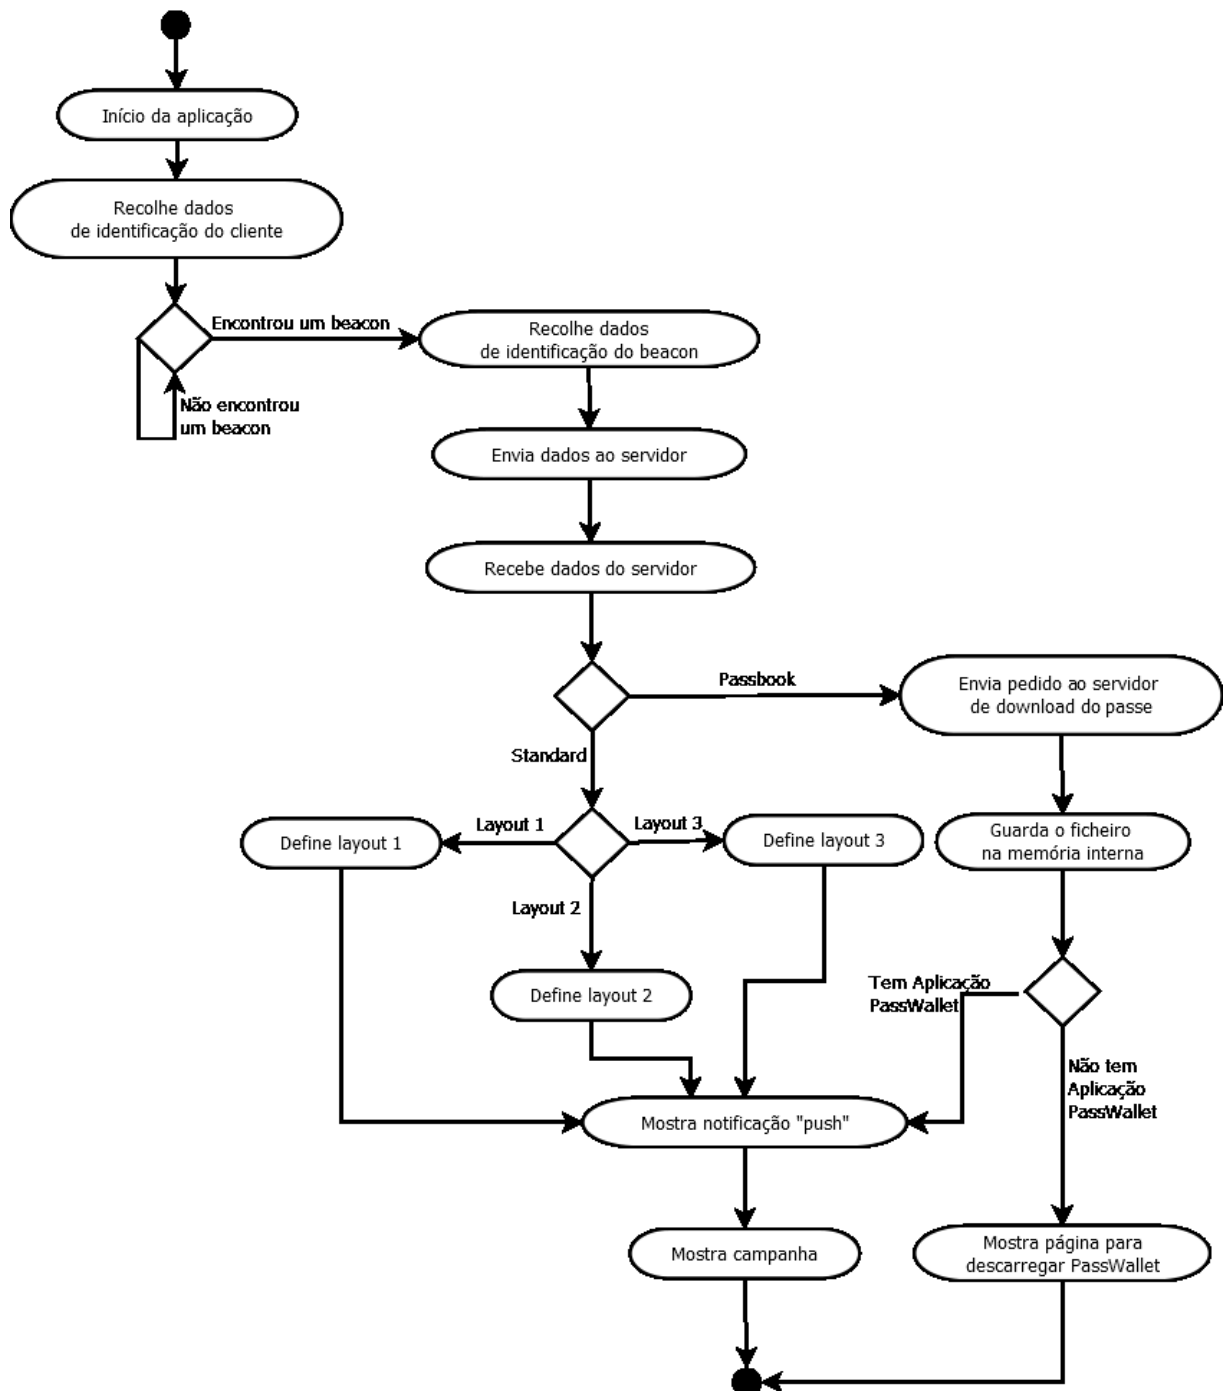 Início da aplicação
Recolhe dados
de identificação do cliente
Encontrou um beacon
Recolhe dados
de identificação do beacon
Não encontrou
um beacon
Envia dados ao servidor
Recebe dados do servidor
Passbook
Envia pedido ao servidor
de download do passe
Standard
Layout 1
Layout 3
Define layout 1
Define layout 3
Guarda o ficheiro
na memória interna
Layout 2
Define layout 2
Tem Aplicação
PassWallet
Não tem
Aplicação
PassWallet
Mostra notificação "push"
Mostra campanha
Mostra página para
descarregar PassWallet